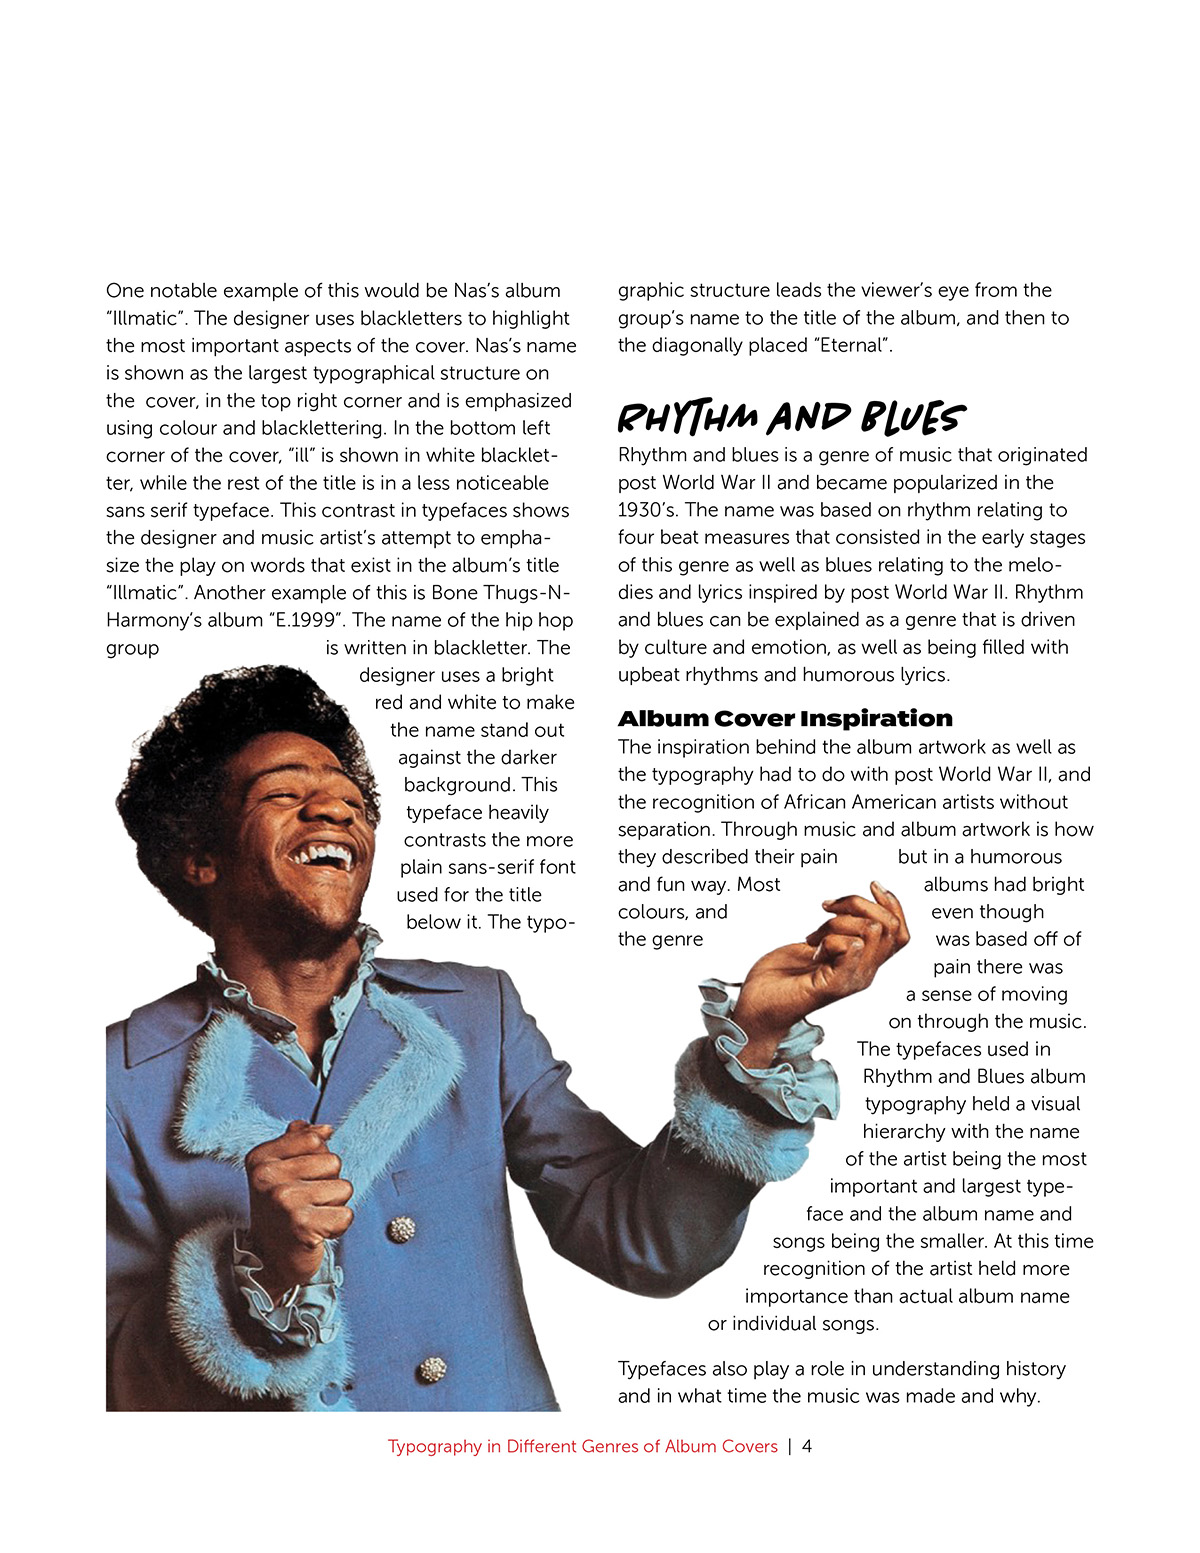 One notable example of this would be Nas’s album
“Illmatic”. The designer uses blackletters to highlight
the most important aspects of the cover. Nas’s name
is shown as the largest typographical structure on
the  cover, in the top right corner and is emphasized
using colour and blacklettering. In the bottom left
corner of the cover, “ill” is shown in white blacklet-
ter, while the rest of the title is in a less noticeable
sans serif typeface. This contrast in typefaces shows
the designer and music artist’s attempt to empha-
size the play on words that exist in the album’s title
“Illmatic”. Another example of this is Bone Thugs-N-
Harmony’s album “E.1999”. The name of the hip hop
group is written in blackletter. The
designer uses a bright
red and white to make
the name stand out
against the darker
background. This
typeface heavily
contrasts the more
plain sans-serif font
used for the title
below it. The typo-
graphic structure leads the viewer’s eye from the
group’s name to the title of the album, and then to
the diagonally placed “Eternal”.
RHYTHM AND BLUES
Rhythm and blues is a genre of music that originated
post World War II and became popularized in the
1930’s. The name was based on rhythm relating to
four beat measures that consisted in the early stages
of this genre as well as blues relating to the melo-
dies and lyrics inspired by post World War II. Rhythm
and blues can be explained as a genre that is driven
by culture and emotion, as well as being filled with
upbeat rhythms and humorous lyrics.
Album Cover Inspiration
The inspiration behind the album artwork as well as
the typography had to do with post World War II, and
the recognition of African American artists without
separation. Through music and album artwork is how
they described their pain but in a humorous
and fun way. Most albums had bright
colours, and even though
the genre was based off of
pain there was
a sense of moving
on through the music.
The typefaces used in
Rhythm and Blues album
typography held a visual
hierarchy with the name
of the artist being the most
important and largest type-
face and the album name and
songs being the smaller. At this time
recognition of the artist held more
importance than actual album name
or individual songs.
Typefaces also play a role in understanding history
and in what time the music was made and why.
Typography in Different Genres of Album Covers | 4